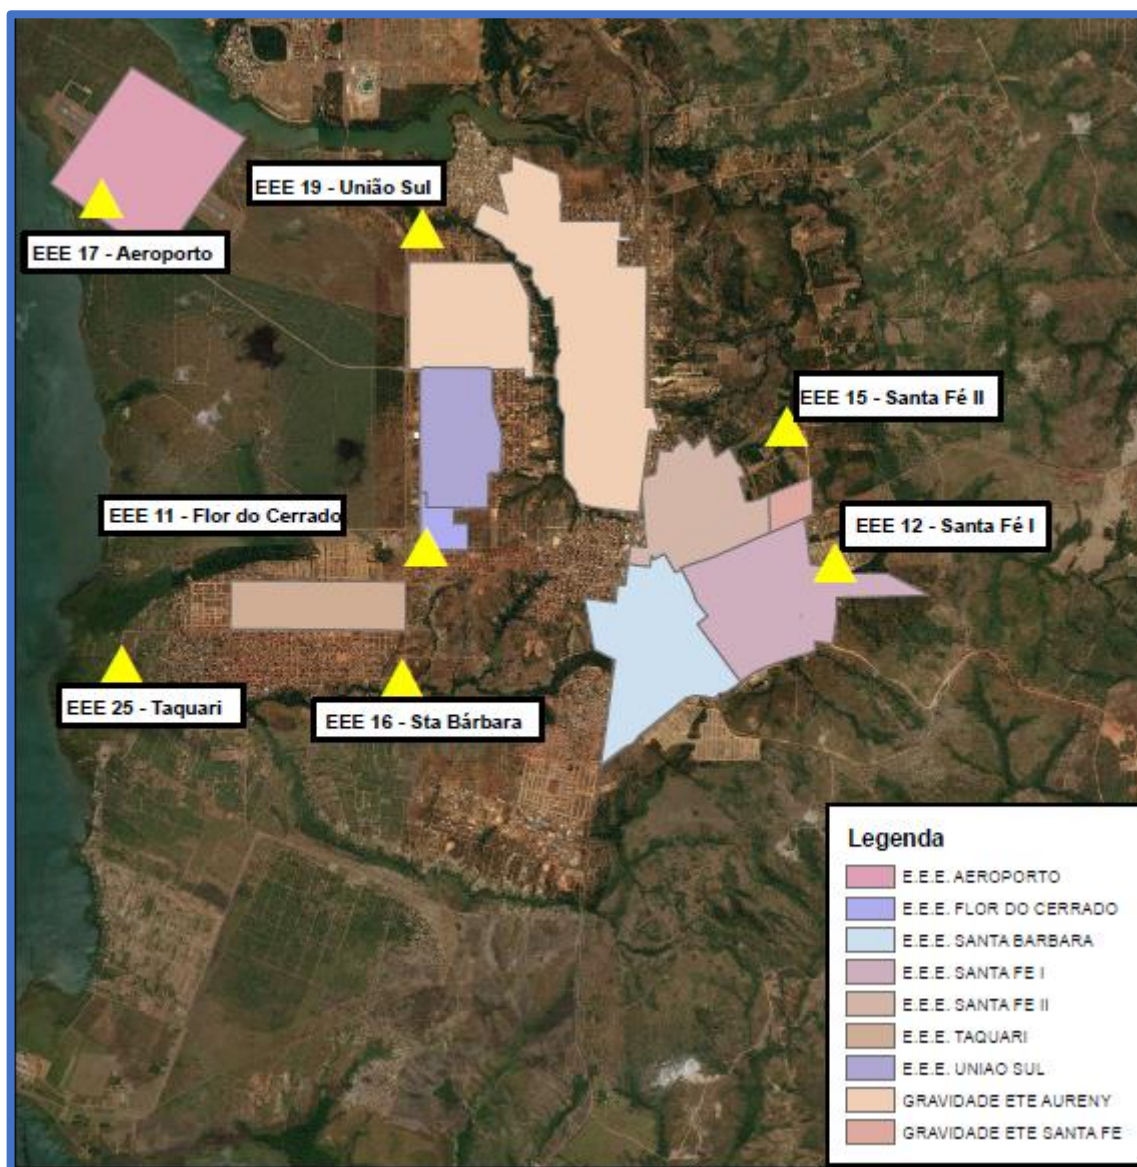 EEE 19 - União Sul
EEE 17 - Aeroporto
EEE 15 - Santa Fé II
EEE 11 - Flor do Cerrado
EEE 12 - Santa Fé I
EEE 25 - Taquari
EEE 16 - Sta Bárbara
Legenda
E.E.E. AEROPORTO
E.E.E. FLOR DO CERRADO
E.E.E. SANTA BARBARA
E.E.E. SANTA FE I
E.E.E. SANTA FE II
E.E.E. TAQUARI
E.E.E. UNIAO SUL
GRAVIDADE ETE AURENY
GRAVIDADE ETE SANTA FE